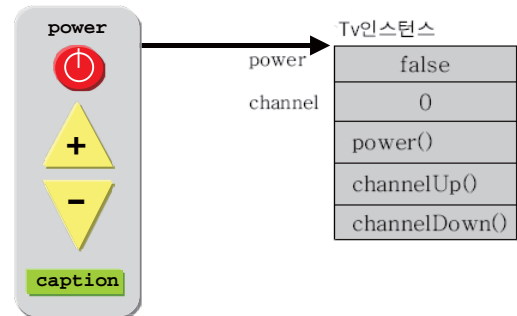 power
+
-
caption
Tv인스턴스
power false
channel 0
power()
channelUp()
channelDown()